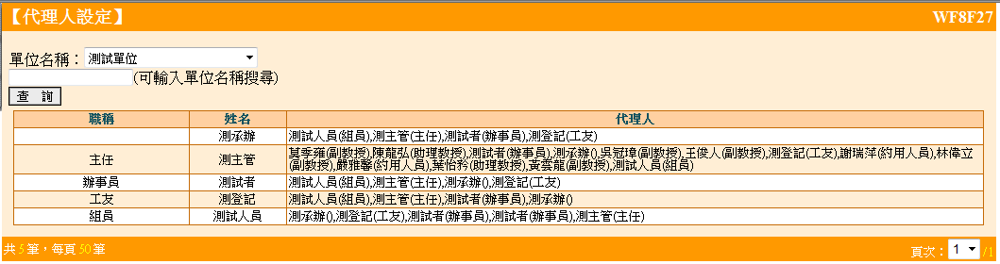 【代理人設定】 WF8F27
單位名稱：測試單位
(可輸入單位名稱搜尋)
查 詢
職稱 姓名 代理人
測承辦 測試人員(組員),測主管(主任),測試者(辦事員),測登記(工友)
主任 測主管 莫季雍(副教授),陳龍弘(助理教授),測試者(辦事員),測承辦(),吳冠璋(副教授),王俊人(副教授),測登記(工友),謝瑞萍(約用人員),林偉立
(副教授),嚴雅馨(約用人員),葉怡矜(助理教授),黃雲龍(副教授),測試人員(組員)
辦事員 測試者 測試人員(組員),測主管(主任),測承辦(),測登記(工友)
工友 測登記 測試人員(組員),測主管(主任),測試者(辦事員),測承辦()
組員 測試人員 測承辦(),測登記(工友),測試者(辦事員),測試者(辦事員),測主管(主任)
共 5 筆，每頁 50 筆 頁次：1 /1